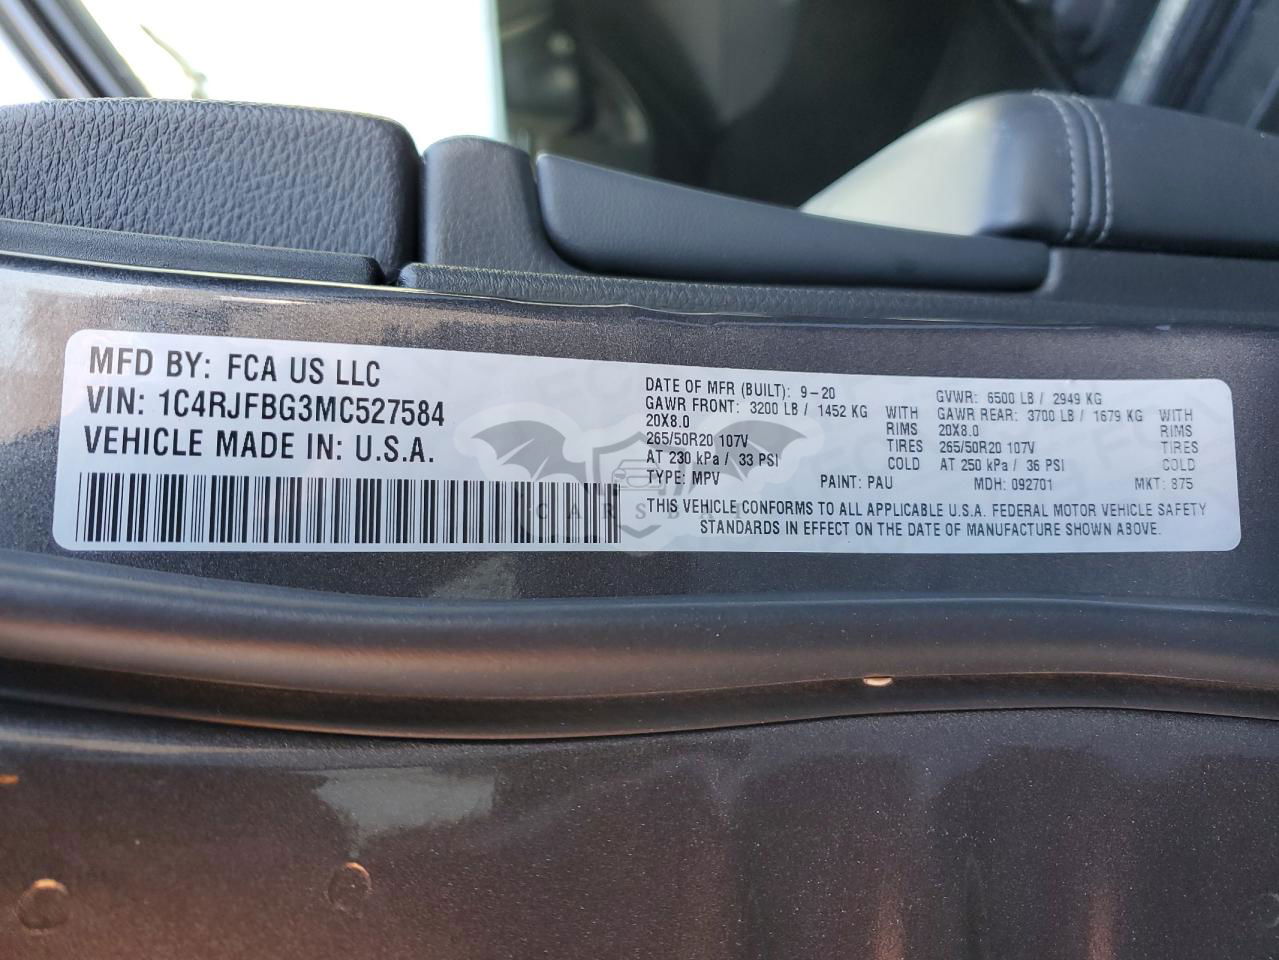 MFD BY: FCA US LLC
VIN: 1C4RJFBG3MC527584
VEHICLE MADE IN: U.S.A.
DATE OF MFR (BUILT): 9-20
GAWR FRONT: 3200 LB / 1452 KG WITH
20X8.0 RIMS
265/50R20 107V TIRES
AT 230 kPa / 33 PSI COLD
TYPE: MPV PAINT: PAU
GVWR: 6500 LB / 2949 KG
GAWR REAR: 3700 LB / 1679 KG WITH
20X8.0 RIMS
265/50R20 107V TIRES
AT 250 kPa / 36 PSI COLD
MDH: 092701 MKT: 875
THIS VEHICLE CONFORMS TO ALL APPLICABLE U.S.A. FEDERAL MOTOR VEHICLE SAFETY
STANDARDS IN EFFECT ON THE DATE OF MANUFACTURE SHOWN ABOVE.
CARSBAT